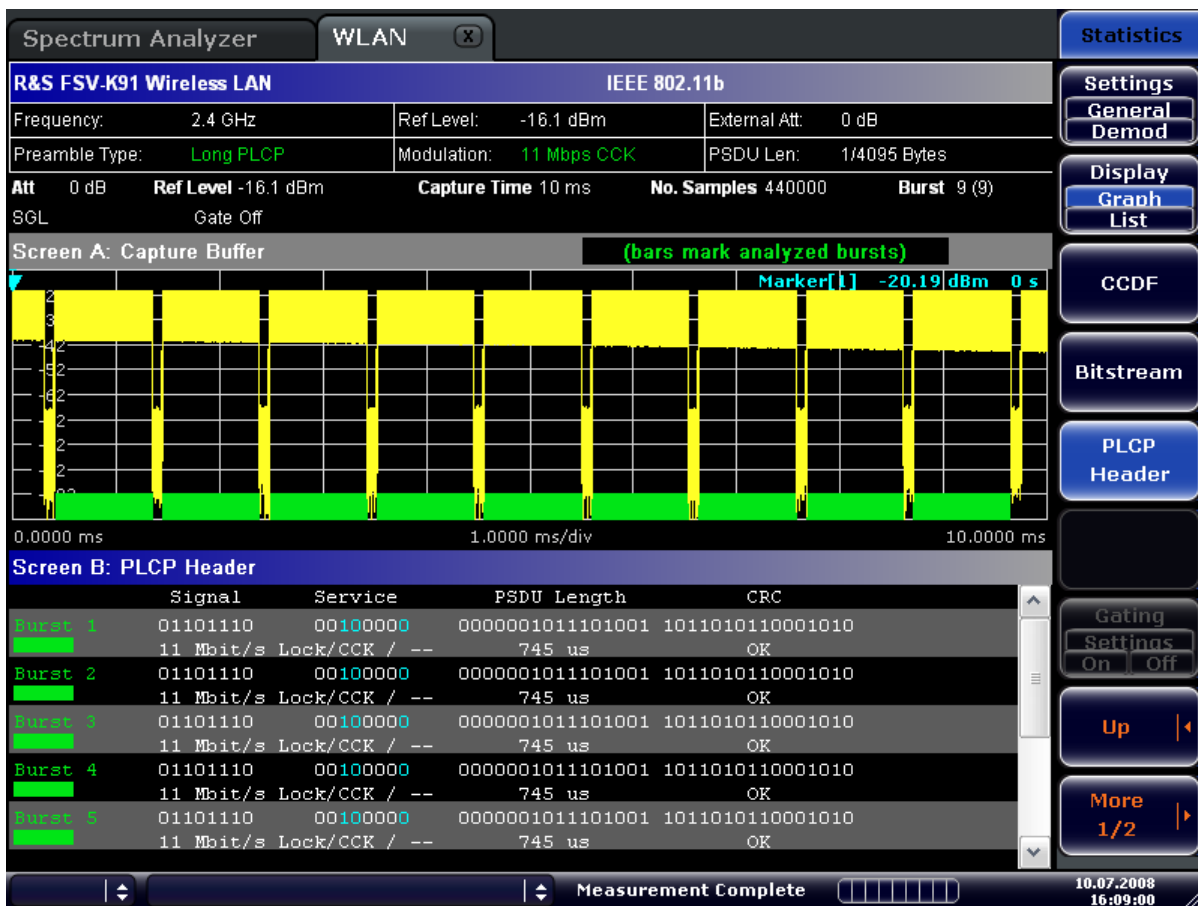 Spectrum Analyzer WLAN X
R&S FSV-K91 Wireless LAN IEEE 802.11b
Frequency: 2.4 GHz Ref Level: -16.1 dBm External Att: 0 dB
Preamble Type: Long PLCP Modulation: 11 Mbps CCK PSDU Len: 1/4095 Bytes
Att 0 dB Ref Level -16.1 dBm Capture Time 10 ms No. Samples 440000 Burst 9 (9)
SGL Gate Off
Screen A: Capture Buffer (bars mark analyzed bursts)
Marker[1] -20.19 dBm 0 s
-42
-52
-62
0.0000 ms 1.0000 ms/div 10.0000 ms
Screen B: PLCP Header
Signal Service PSDU Length CRC
Burst 1 01101110 00100000 0000001011101001 1011010110001010
11 Mbit/s Lock/CCK / -- 745 us OK
Burst 2 01101110 00100000 0000001011101001 1011010110001010
11 Mbit/s Lock/CCK / -- 745 us OK
Burst 3 01101110 00100000 0000001011101001 1011010110001010
11 Mbit/s Lock/CCK / -- 745 us OK
Burst 4 01101110 00100000 0000001011101001 1011010110001010
11 Mbit/s Lock/CCK / -- 745 us OK
Burst 5 01101110 00100000 0000001011101001 1011010110001010
11 Mbit/s Lock/CCK / -- 745 us OK
Measurement Complete
Statistics
Settings
General
Demod
Display
Graph
List
CCDF
Bitstream
PLCP
Header
Gating
Settings
On Off
Up
More
1/2
10.07.2008
16:09:00